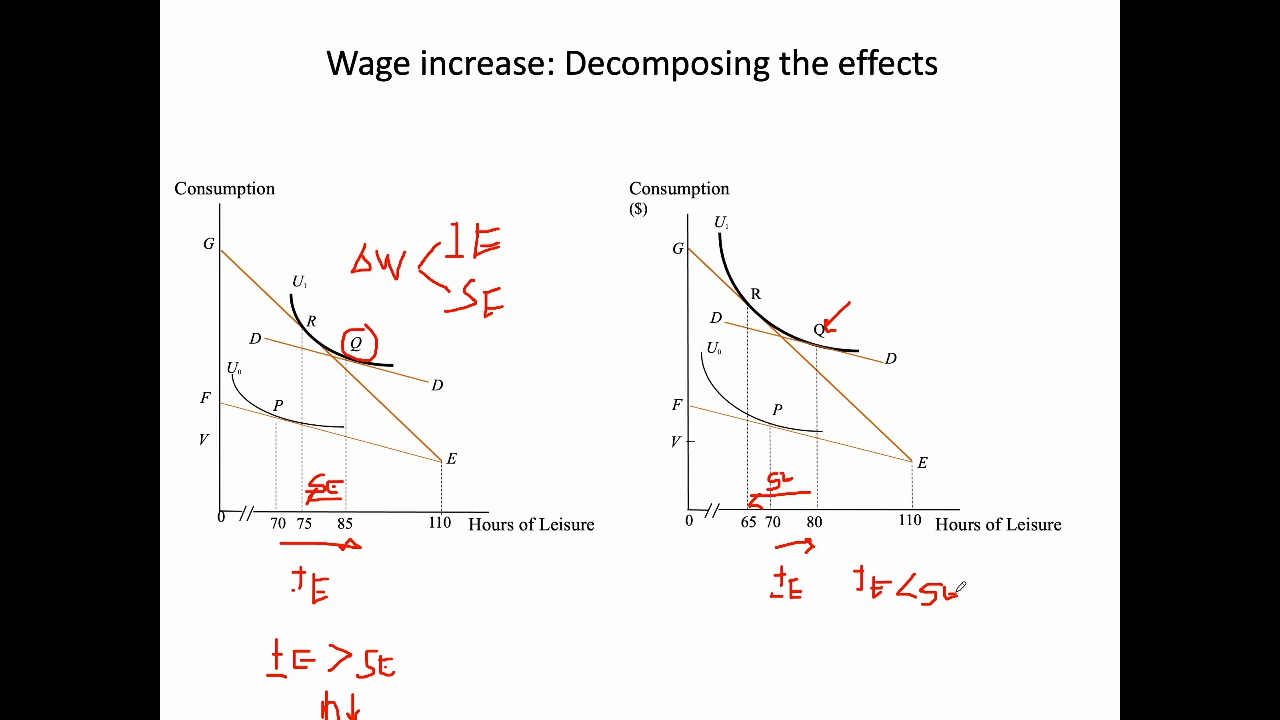 Wage increase: Decomposing the effects
Consumption
G
U₁
R
D
Q
D
U₀
F
P
V
E
0
70 75 85 110 Hours of Leisure
ΔW < IE
SE
SE
IE
IE > SE
h↓
Consumption
($)
U₁
G
R
D
Q
D
U₀
F
P
V
E
0
65 70 80 110 Hours of Leisure
SE
IE
IE < SE